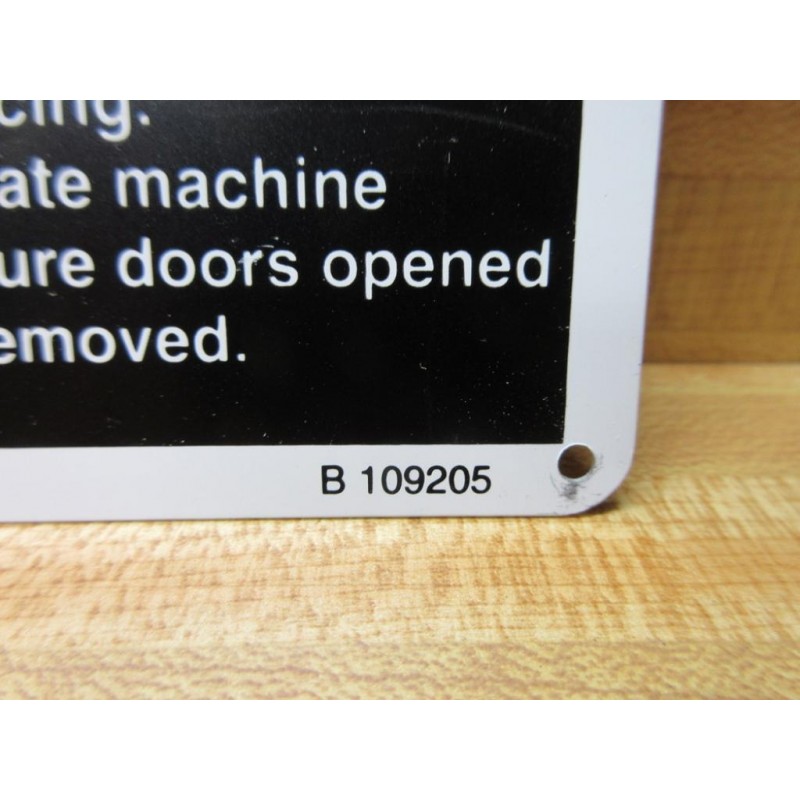 cing.
ate machine
ure doors opened
emoved.
B 109205